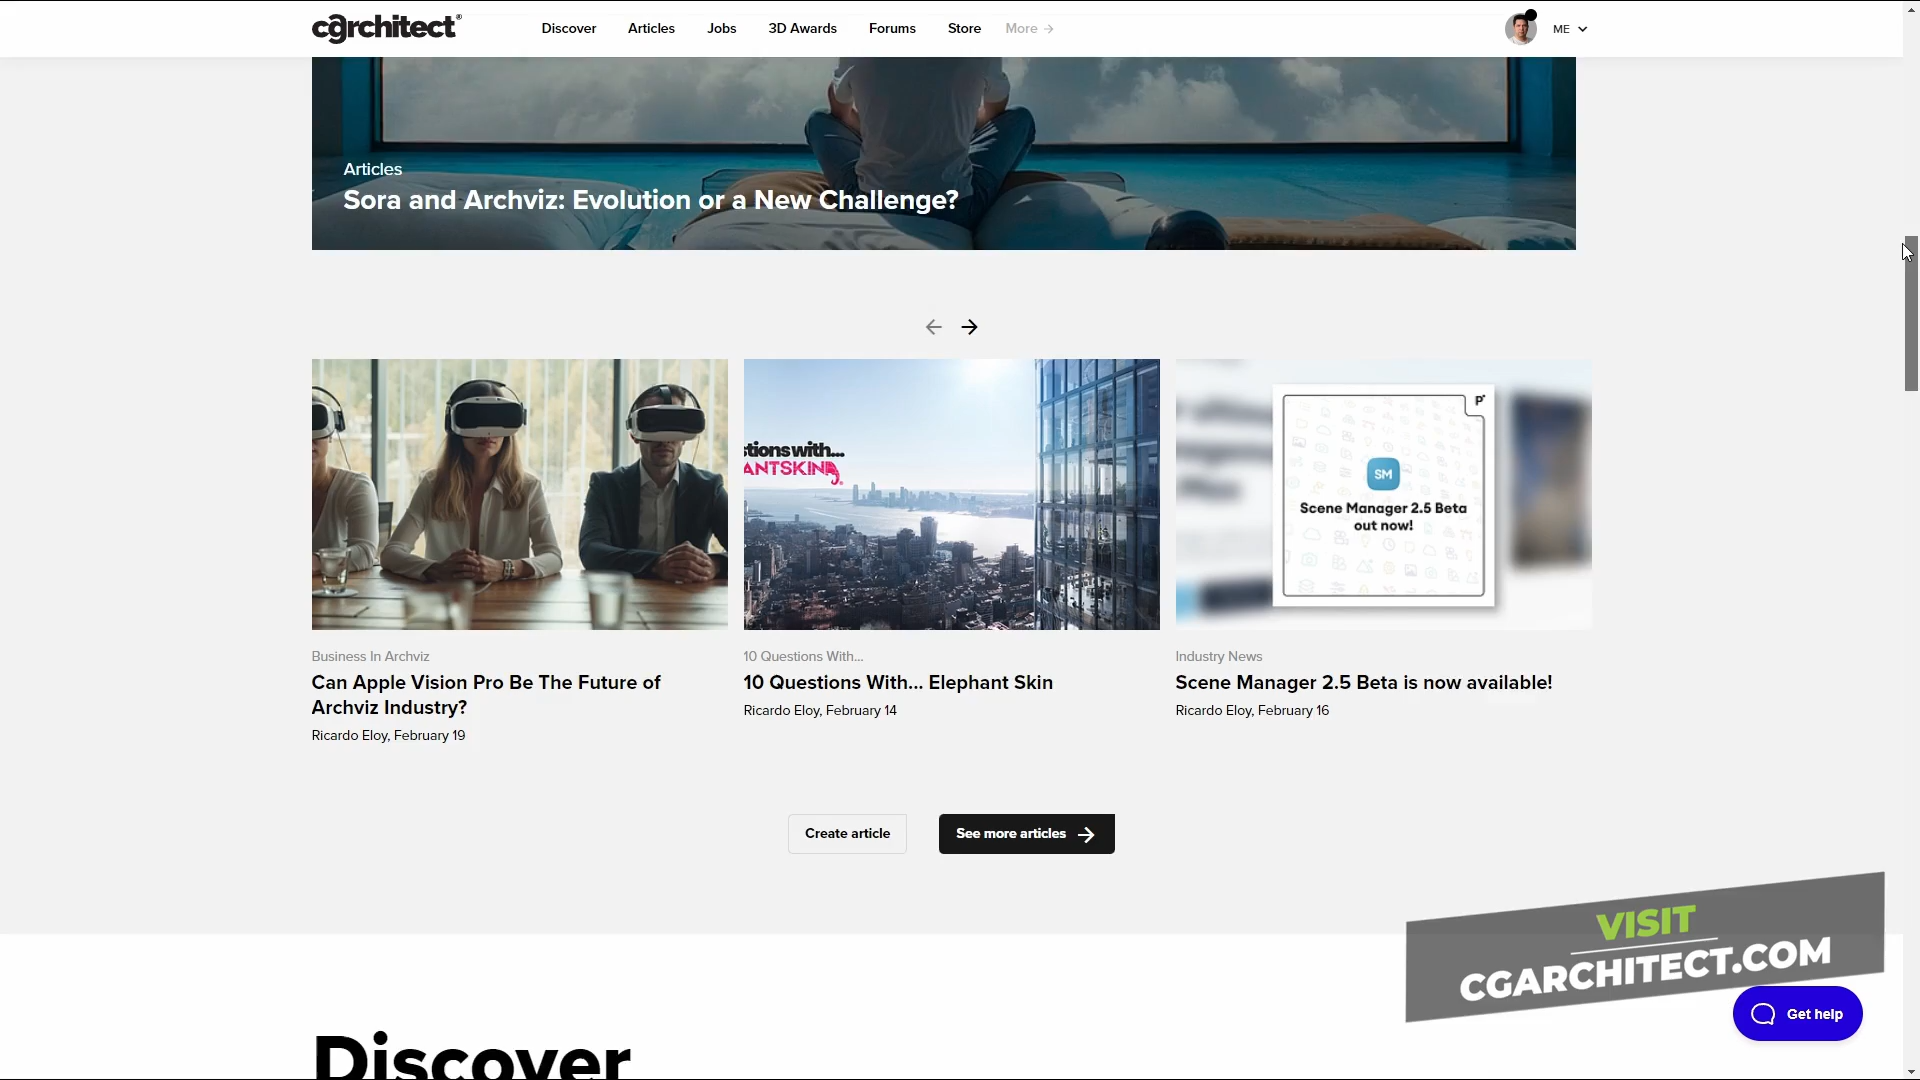 cgarchitect®
Discover
Articles
Jobs
3D Awards
Forums
Store
More →
ME
Articles
Sora and Archviz: Evolution or a New Challenge?
← →
tions with...
ANTSKIN
P
SM
Scene Manager 2.5 Beta
out now!
Business In Archviz
Can Apple Vision Pro Be The Future of
Archviz Industry?
Ricardo Eloy, February 19
10 Questions With...
10 Questions With... Elephant Skin
Ricardo Eloy, February 14
Industry News
Scene Manager 2.5 Beta is now available!
Ricardo Eloy, February 16
Create article
See more articles →
VISIT
CGARCHITECT.COM
Get help
Discover